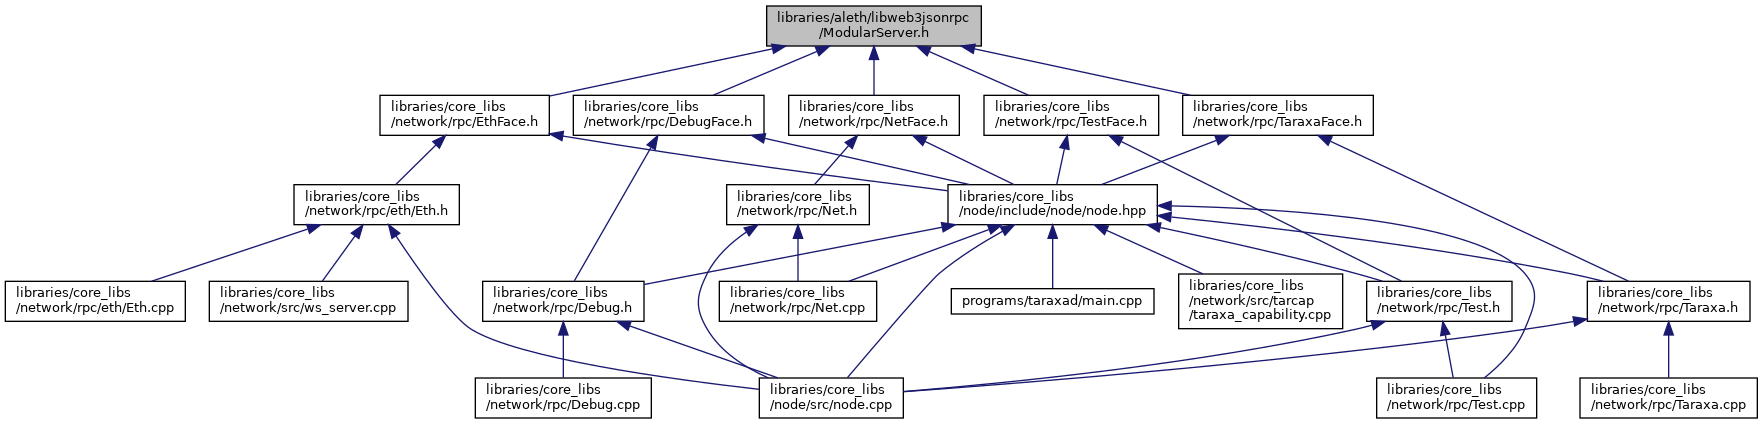 libraries/aleth/libweb3jsonrpc
/ModularServer.h
libraries/core_libs
/network/rpc/EthFace.h
libraries/core_libs
/network/rpc/DebugFace.h
libraries/core_libs
/network/rpc/NetFace.h
libraries/core_libs
/network/rpc/TestFace.h
libraries/core_libs
/network/rpc/TaraxaFace.h
libraries/core_libs
/network/rpc/eth/Eth.h
libraries/core_libs
/network/rpc/Net.h
libraries/core_libs
/node/include/node/node.hpp
libraries/core_libs
/network/rpc/eth/Eth.cpp
libraries/core_libs
/network/src/ws_server.cpp
libraries/core_libs
/network/rpc/Debug.h
libraries/core_libs
/network/rpc/Net.cpp
programs/taraxad/main.cpp
libraries/core_libs
/network/src/tarcap
/taraxa_capability.cpp
libraries/core_libs
/network/rpc/Test.h
libraries/core_libs
/network/rpc/Taraxa.h
libraries/core_libs
/network/rpc/Debug.cpp
libraries/core_libs
/node/src/node.cpp
libraries/core_libs
/network/rpc/Test.cpp
libraries/core_libs
/network/rpc/Taraxa.cpp